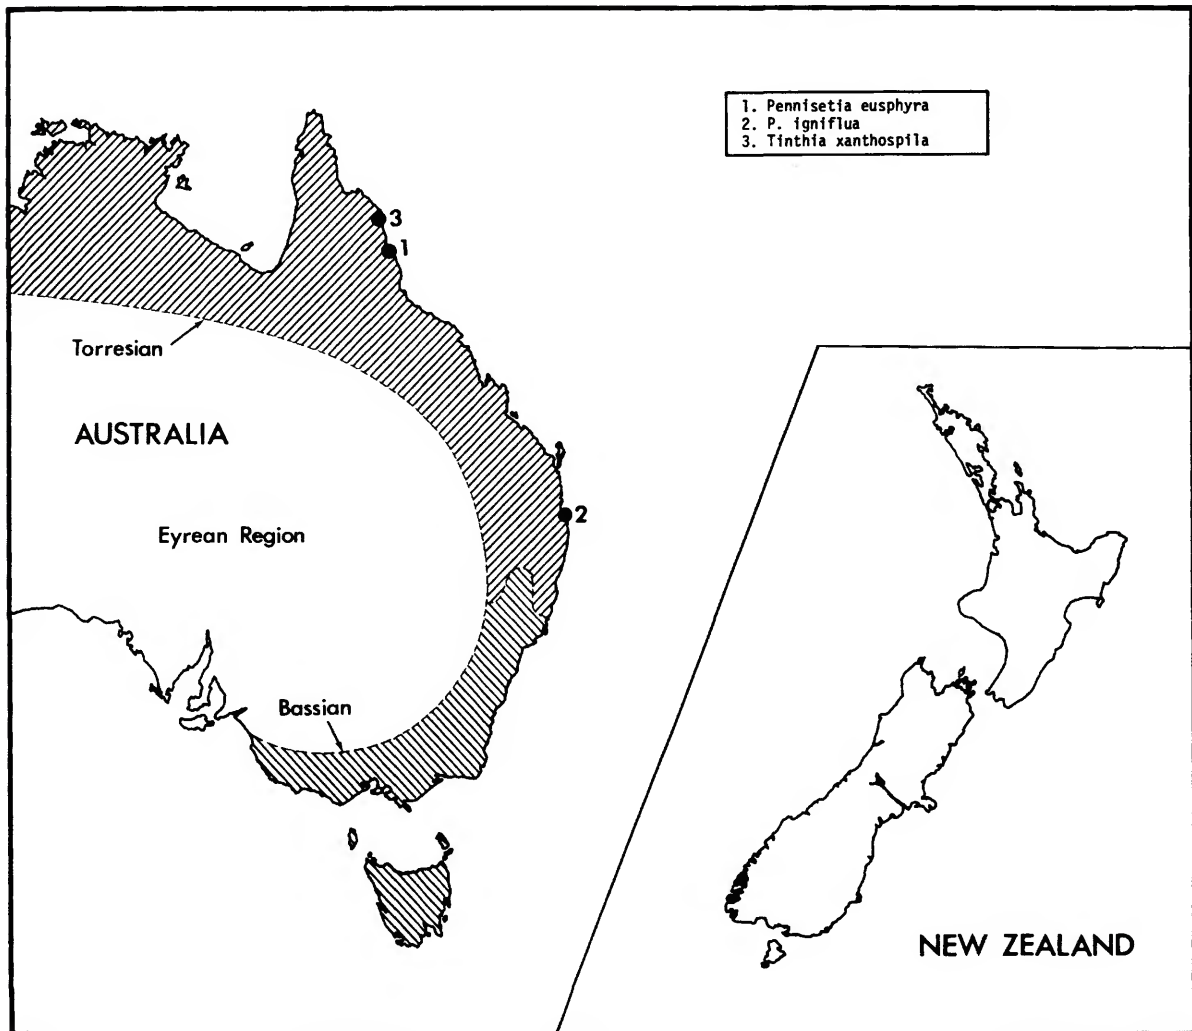 1. Pennisetia eusphyra
2. P. igniflua
3. Tinthia xanthospila
3
1
Torresian
AUSTRALIA
2
Eyrean Region
Bassian
NEW ZEALAND